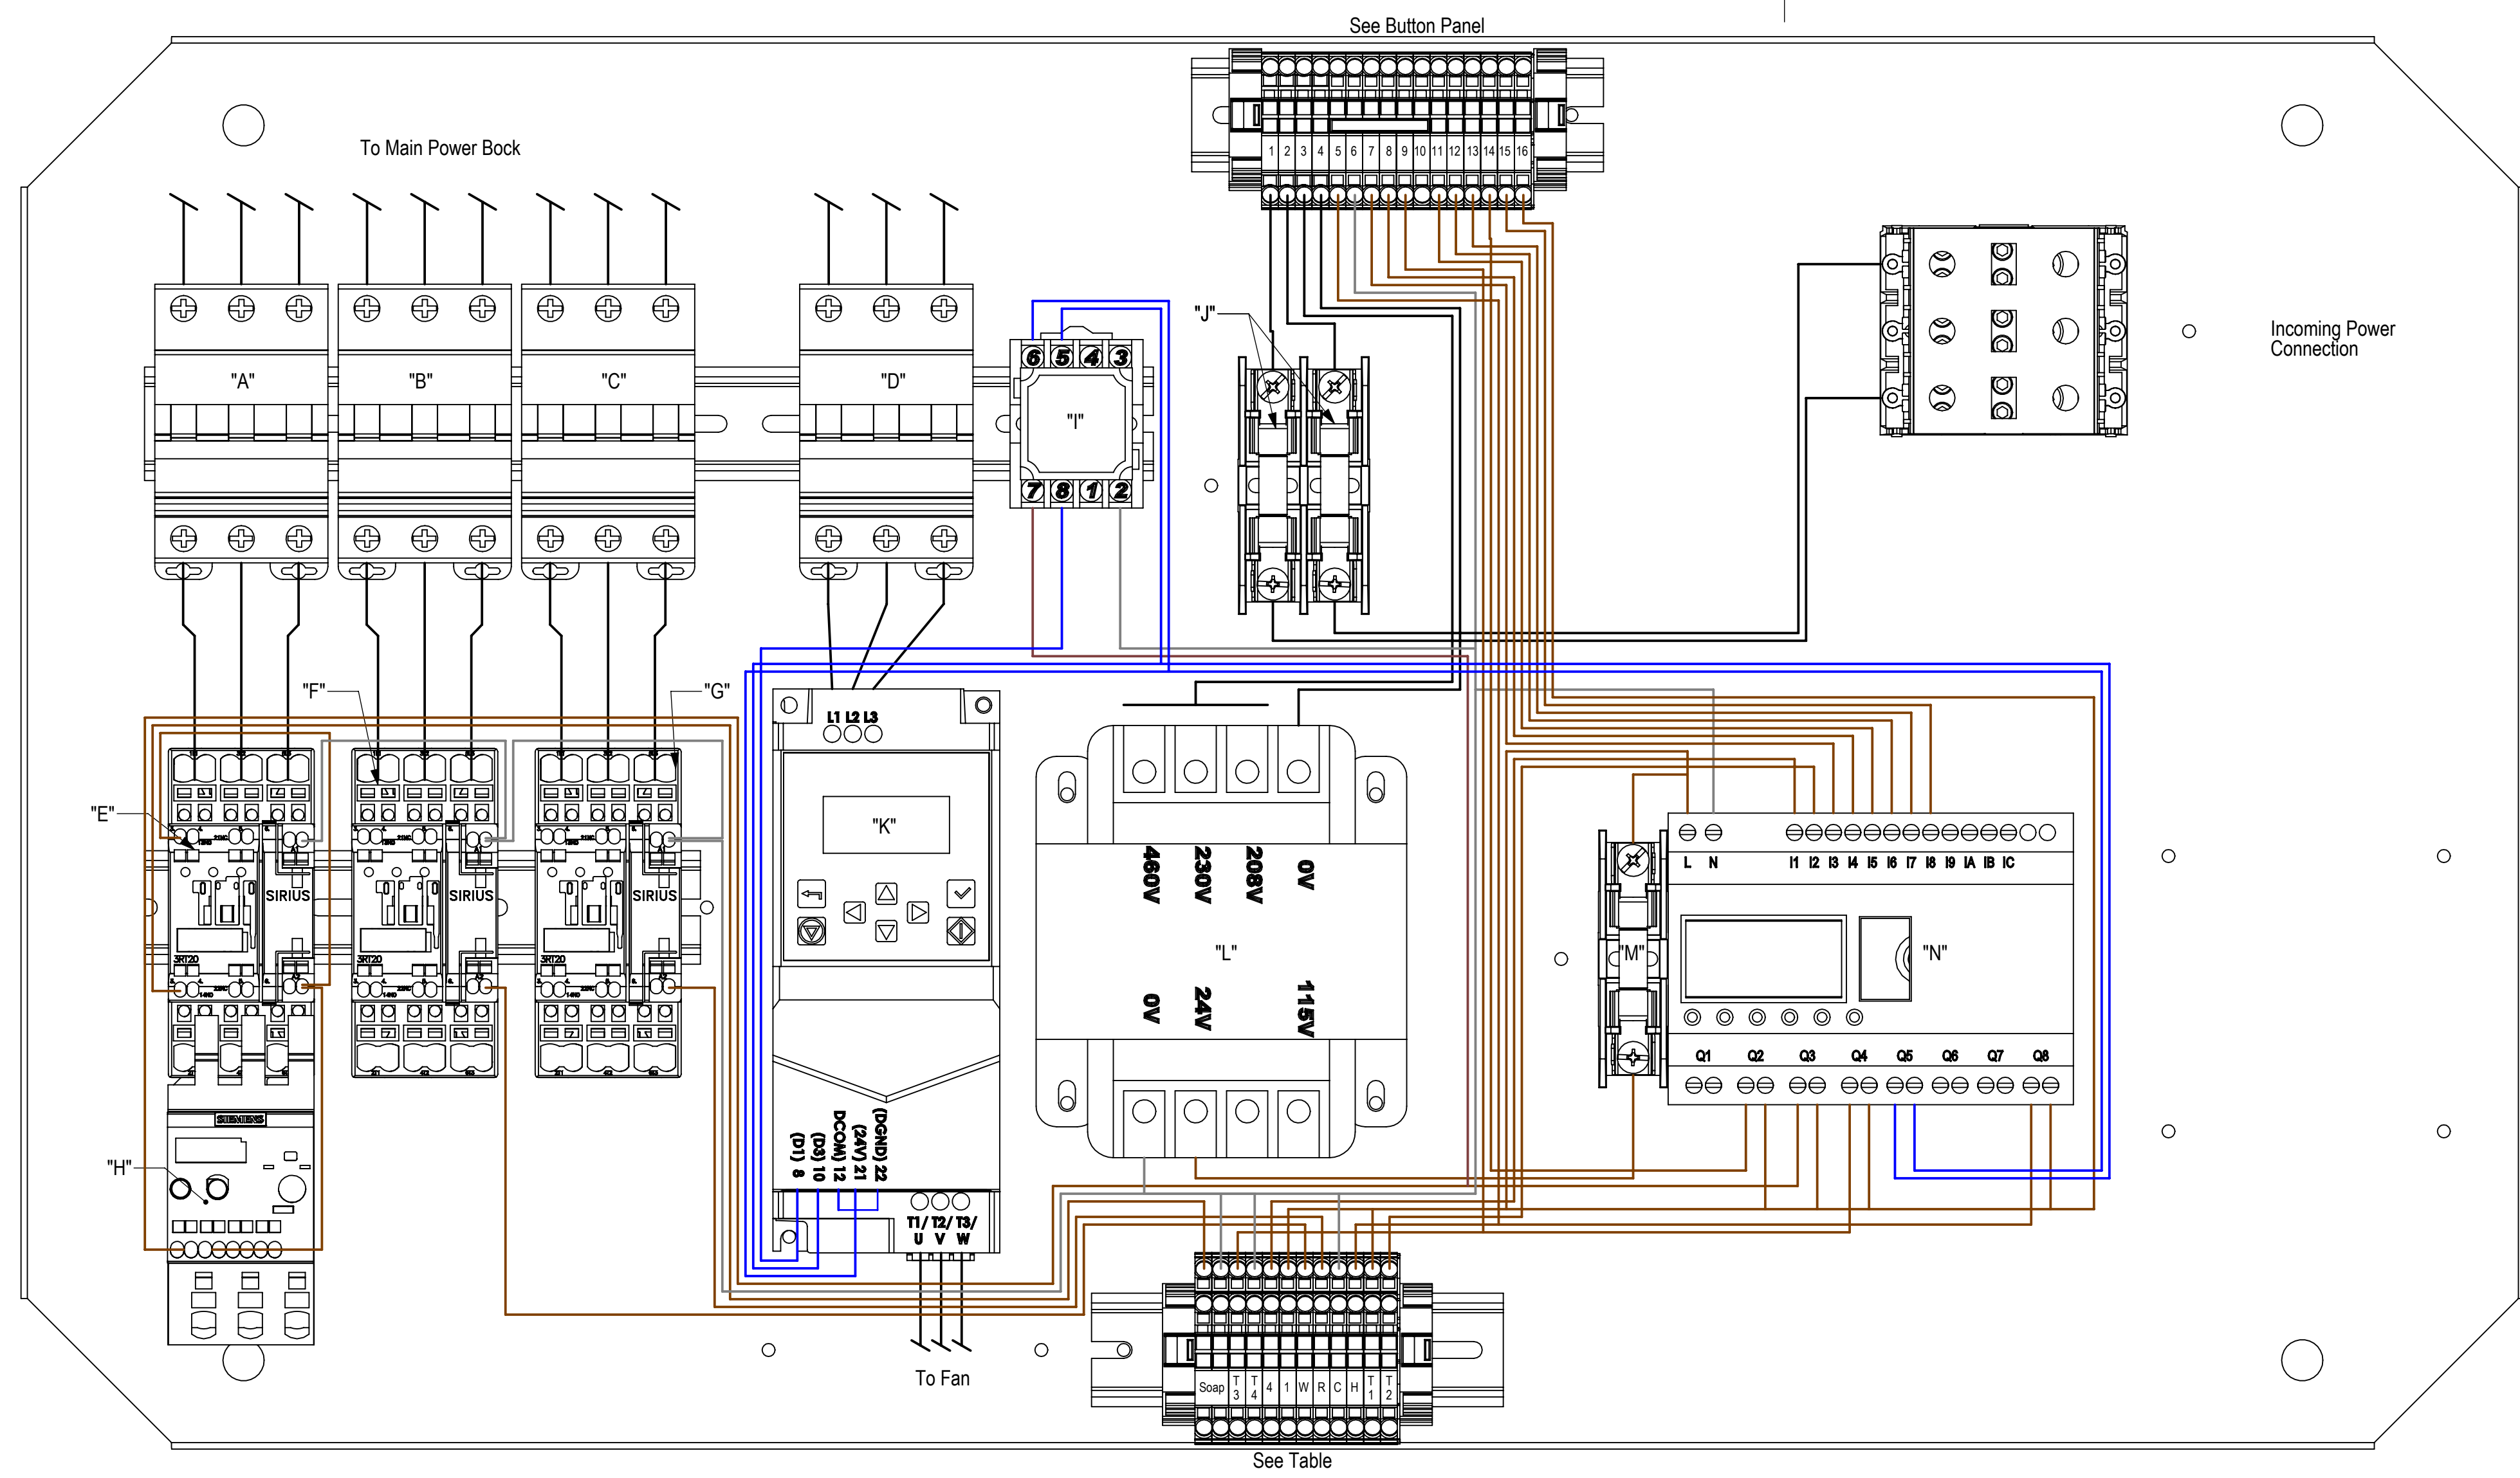 See Button Panel
To Main Power Bock
1 2 3 4 5 6 7 8 9 10 11 12 13 14 15 16
"J"
Incoming Power
Connection
6 5 4 3
"A" "B" "C" "D"
"I"
7 8 1 2
"F" "G"
L1 L2 L3
"E"
"K"
460V 230V 208V 0V
L N I1 I2 I3 I4 I5 I6 I7 I8 I9 IA IB IC
SIRIUS SIRIUS SIRIUS
3RT20 3RT20 3RT20
"L"
"M"
"N"
0V 24V 115V
Q1 Q2 Q3 Q4 Q5 Q6 Q7 Q8
SIEMENS
"H"
(D1) 8
(D3) 10
DCOM) 12
(24V) 21
(DGND) 22
T1/ T2/ T3/
U V W
To Fan
Soap T3 T4 4 1 W R C H T1 T2
See Table